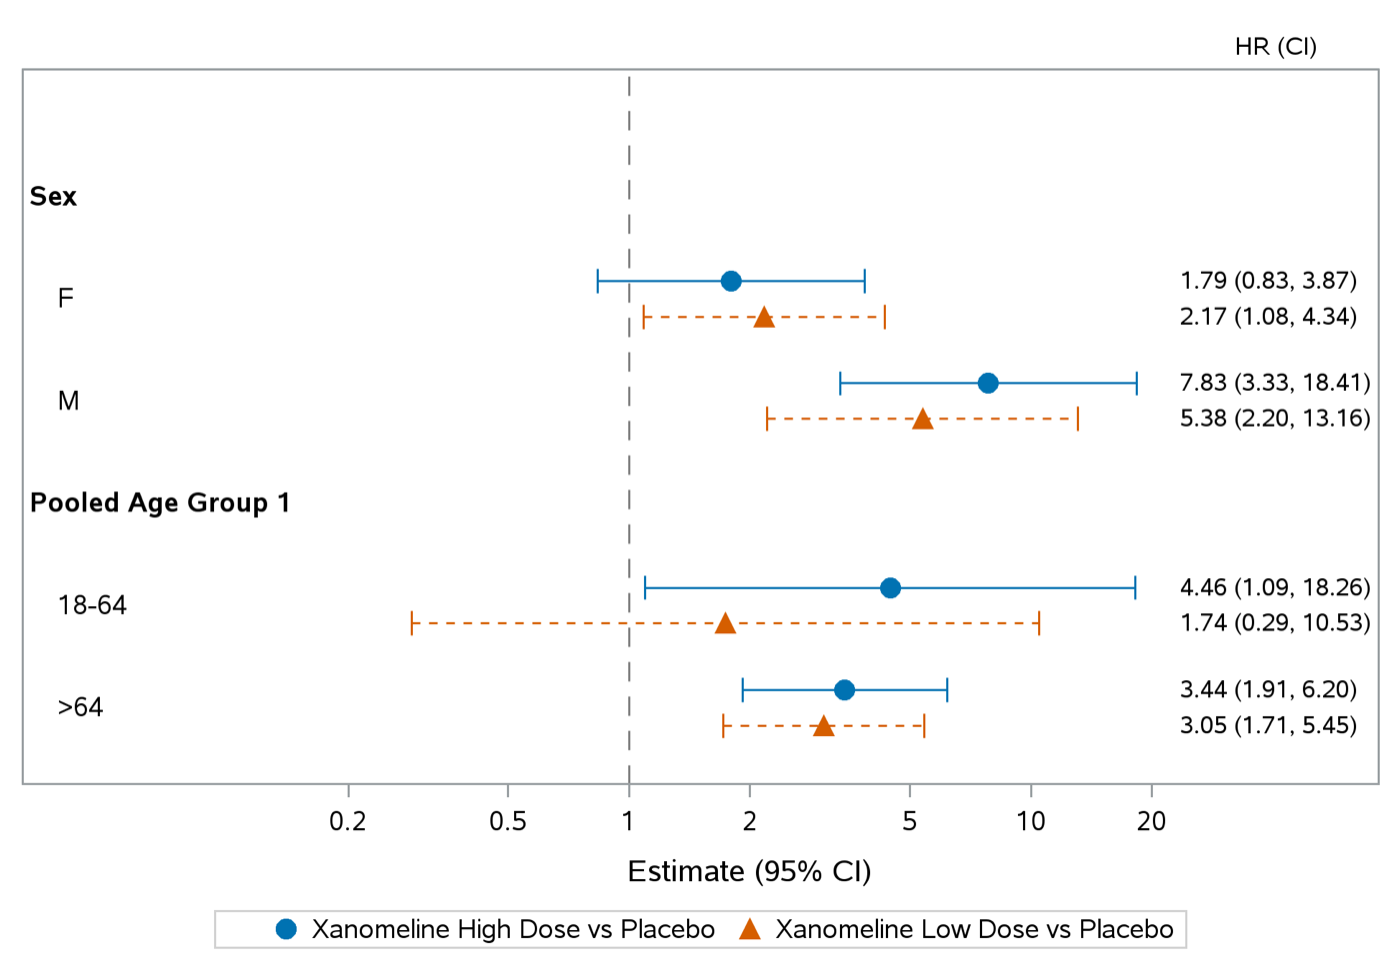 HR (CI)
Sex
F
1.79 (0.83, 3.87)
2.17 (1.08, 4.34)
M
7.83 (3.33, 18.41)
5.38 (2.20, 13.16)
Pooled Age Group 1
18-64
4.46 (1.09, 18.26)
1.74 (0.29, 10.53)
>64
3.44 (1.91, 6.20)
3.05 (1.71, 5.45)
0.2 0.5 1 2 5 10 20
Estimate (95% CI)
Xanomeline High Dose vs Placebo Xanomeline Low Dose vs Placebo